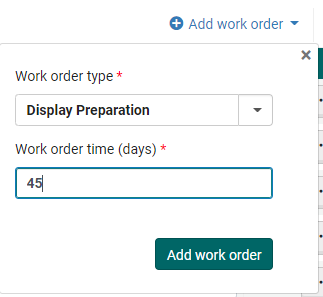 Add work order
×
Work order type *
Display Preparation
Work order time (days) *
45
Add work order